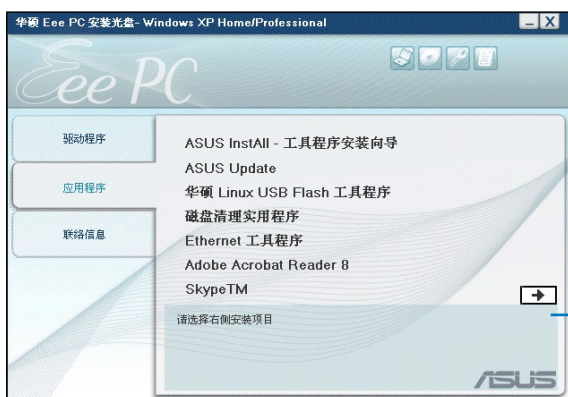 华硕 Eee PC 安装光盘- Windows XP Home/Professional
Eee PC
驱动程序
应用程序
联络信息
ASUS InstAll - 工具程序安装向导
ASUS Update
华硕 Linux USB Flash 工具程序
磁盘清理实用程序
Ethernet 工具程序
Adobe Acrobat Reader 8
SkypeTM
请选择右侧安装项目
ASUS